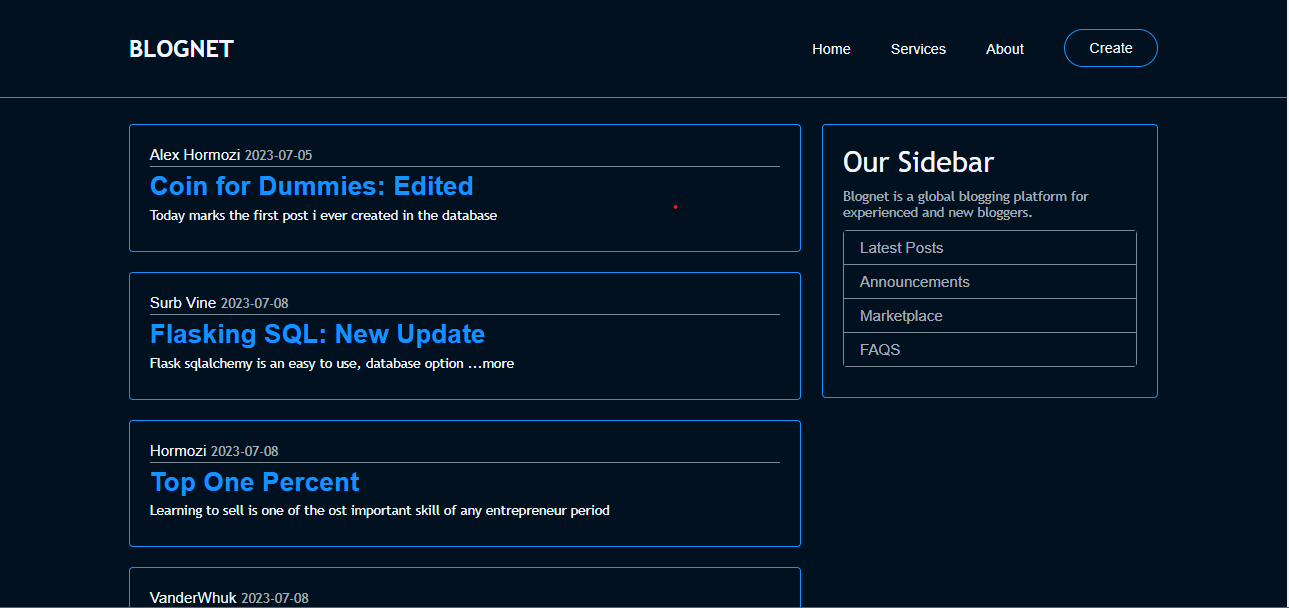 BLOGNET
Home Services About Create
Alex Hormozi 2023-07-05
Coin for Dummies: Edited
Today marks the first post i ever created in the database
Surb Vine 2023-07-08
Flasking SQL: New Update
Flask sqlalchemy is an easy to use, database option ...more
Hormozi 2023-07-08
Top One Percent
Learning to sell is one of the ost important skill of any entrepreneur period
VanderWhuk 2023-07-08
Our Sidebar
Blognet is a global blogging platform for
experienced and new bloggers.
Latest Posts
Announcements
Marketplace
FAQS